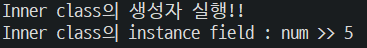 Inner class의 생성자 실행!!
Inner class의 instance field : num >> 5